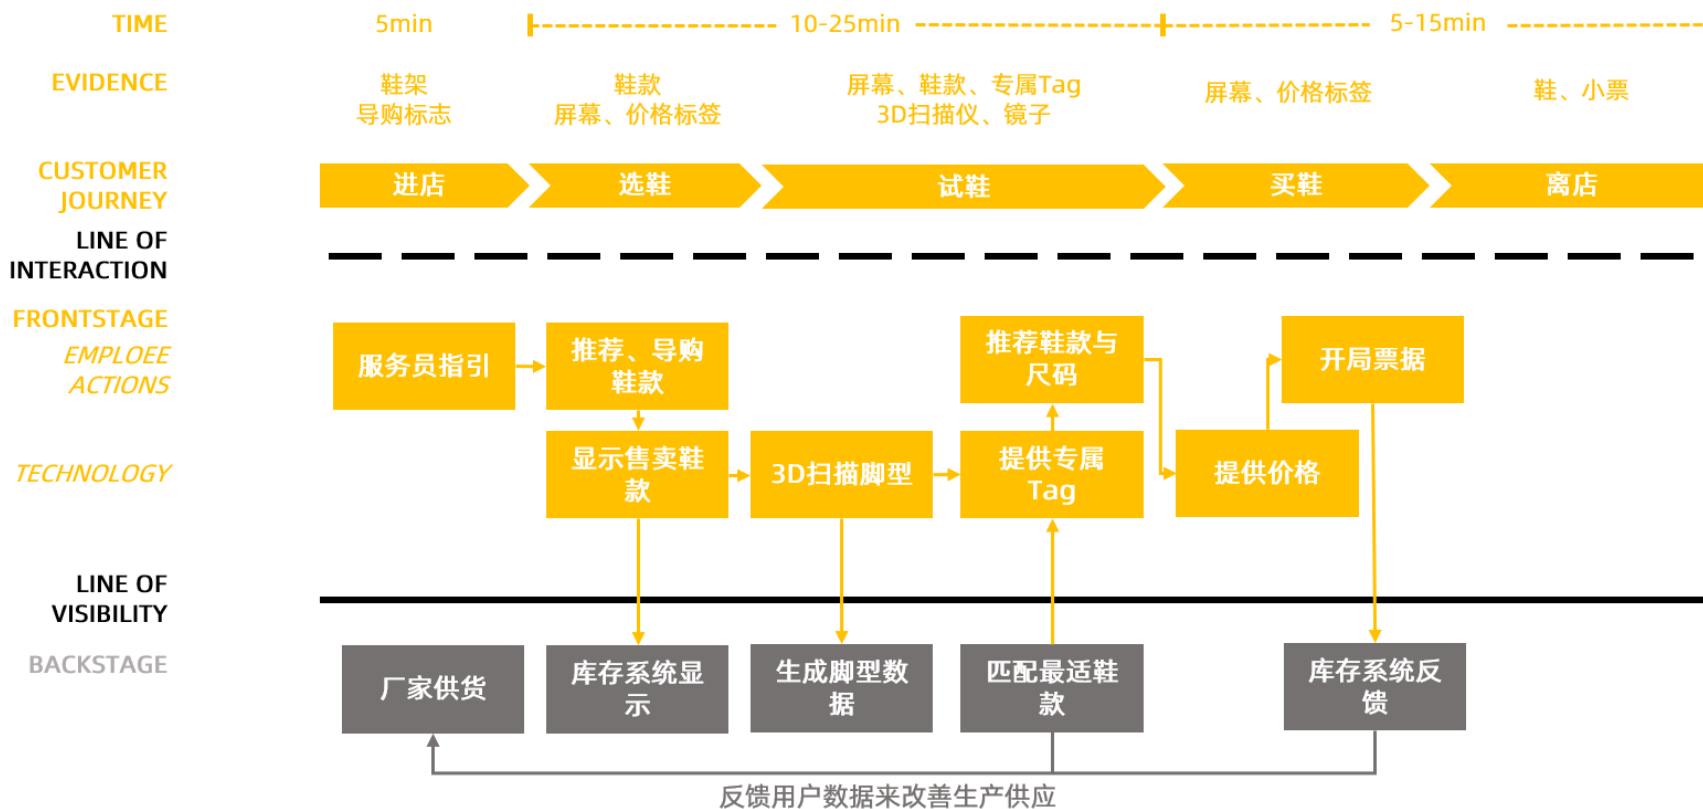 TIME
5min
10-25min
5-15min
EVIDENCE
鞋架
导购标志
鞋款
屏幕、价格标签
屏幕、鞋款、专属Tag
3D扫描仪、镜子
屏幕、价格标签
鞋、小票
CUSTOMER
JOURNEY
进店
选鞋
试鞋
买鞋
离店
LINE OF
INTERACTION
FRONTSTAGE
EMPLOEE
ACTIONS
服务员指引
推荐、导购
鞋款
推荐鞋款与
尺码
开局票据
TECHNOLOGY
显示售卖鞋
款
3D扫描脚型
提供专属
Tag
提供价格
LINE OF
VISIBILITY
BACKSTAGE
厂家供货
库存系统显
示
生成脚型数
据
匹配最适鞋
款
库存系统反
馈
反馈用户数据来改善生产供应